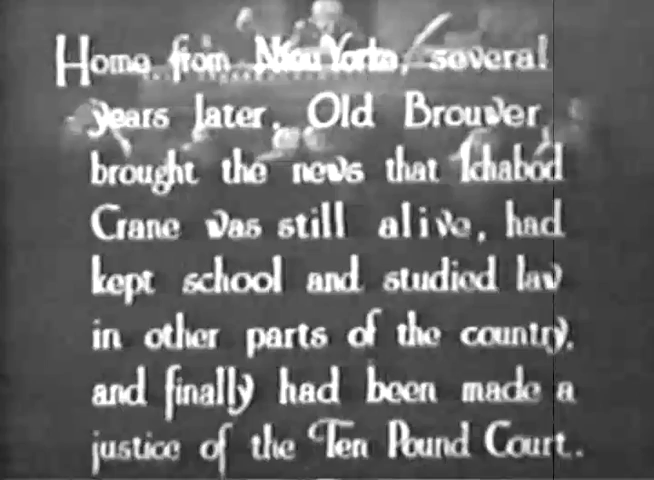 Home from New York, several
years later, Old Brouwer
brought the news that Ichabod
Crane was still alive, had
kept school and studied law
in other parts of the country,
and finally had been made a
justice of the Ten Pound Court.